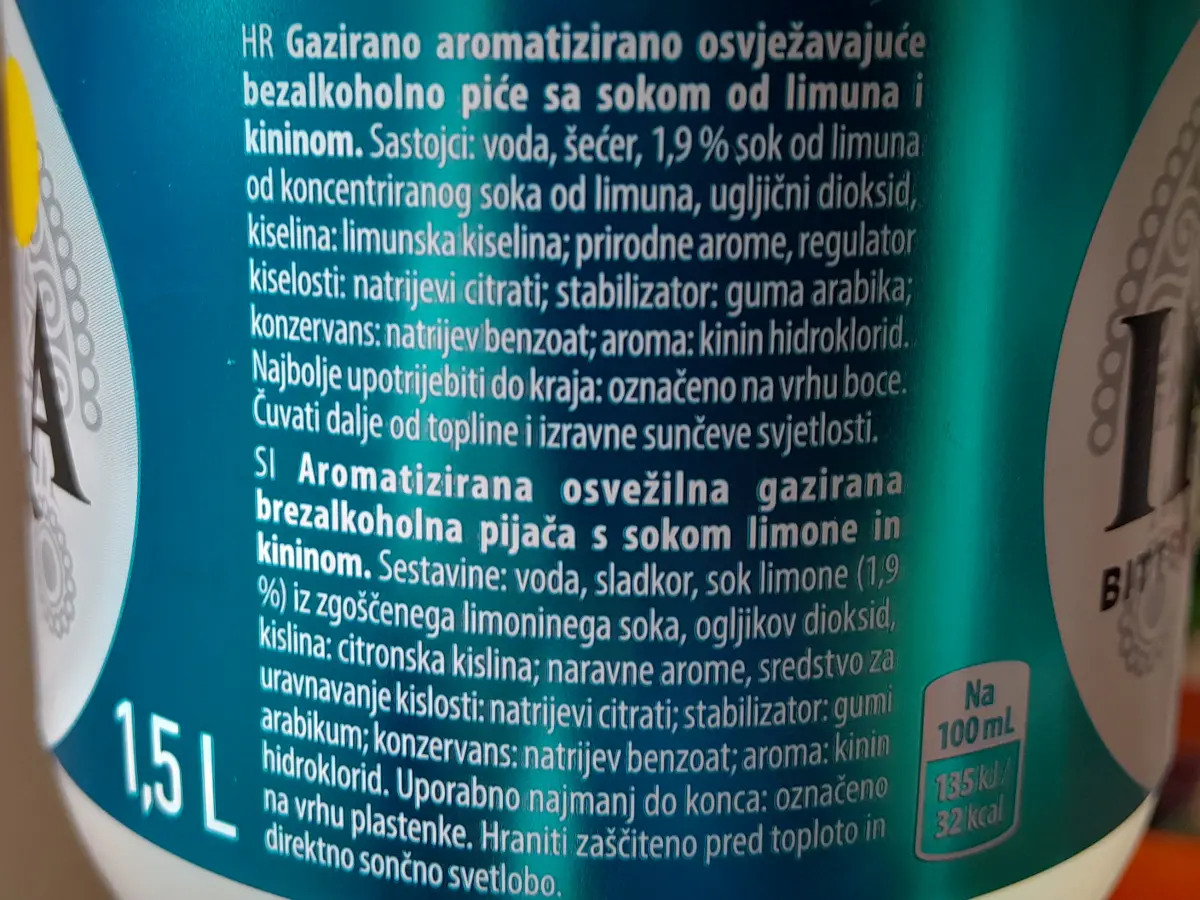 HR Gazirano aromatizirano osvježavajuće
bezalkoholno piće sa sokom od limuna i
kininom. Sastojci: voda, šećer, 1,9 % sok od limuna
od koncentriranog soka od limuna, ugljični dioksid,
kiselina: limunska kiselina; prirodne arome, regulator
kiselosti: natrijevi citrati; stabilizator: guma arabika;
konzervans: natrijev benzoat; aroma: kinin hidroklorid.
Najbolje upotrijebiti do kraja: označeno na vrhu boce.
Čuvati dalje od topline i izravne sunčeve svjetlosti.
SI Aromatizirana osvežilna gazirana
brezalkoholna pijača s sokom limone in
kininom. Sestavine: voda, sladkor, sok limone (1,9
%) iz zgoščenega limoninega soka, ogljikov dioksid,
kislina: citronska kislina; naravne arome, sredstvo za
uravnavanje kislosti: natrijevi citrati; stabilizator: gumi
arabikum; konzervans: natrijev benzoat; aroma: kinin
hidroklorid. Uporabno najmanj do konca: označeno
na vrhu plastenke. Hraniti zaščiteno pred toploto in
direktno sončno svetlobo.
1,5 L
Na
100 mL
135 kJ/
32 kcal
A